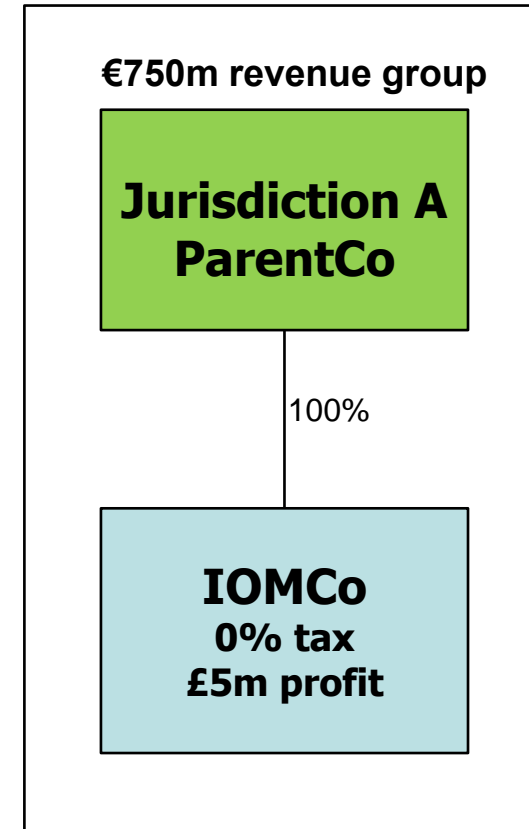 €750m revenue group
Jurisdiction A
ParentCo
100%
IOMCo
0% tax
£5m profit